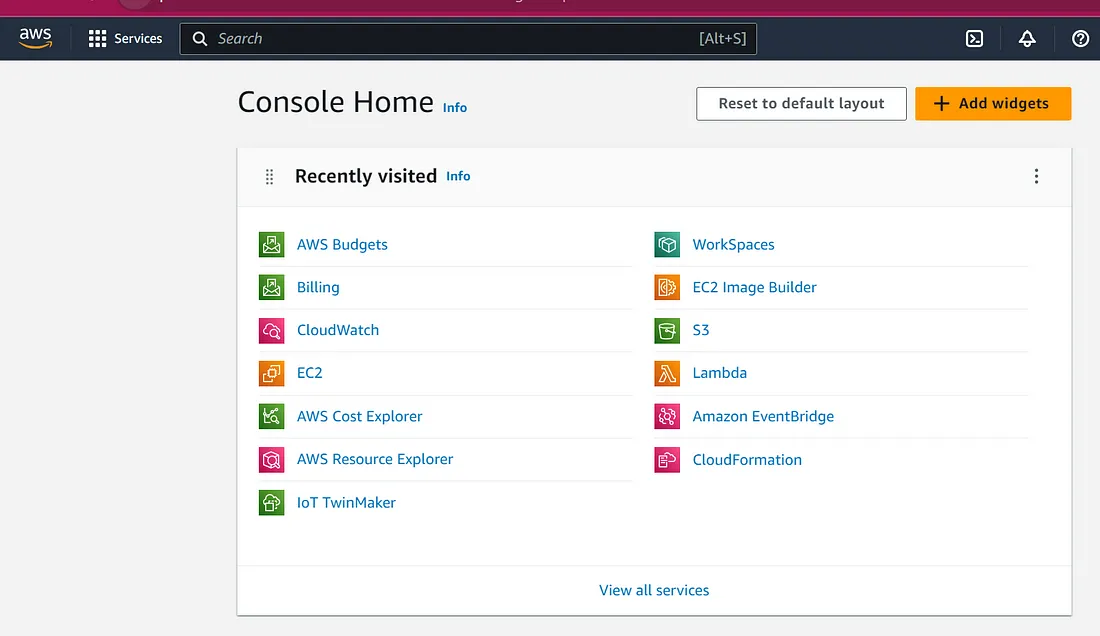 aws Services Search [Alt+S]
Console Home Info Reset to default layout + Add widgets
Recently visited Info
AWS Budgets
Billing
CloudWatch
EC2
AWS Cost Explorer
AWS Resource Explorer
IoT TwinMaker
WorkSpaces
EC2 Image Builder
S3
Lambda
Amazon EventBridge
CloudFormation
View all services